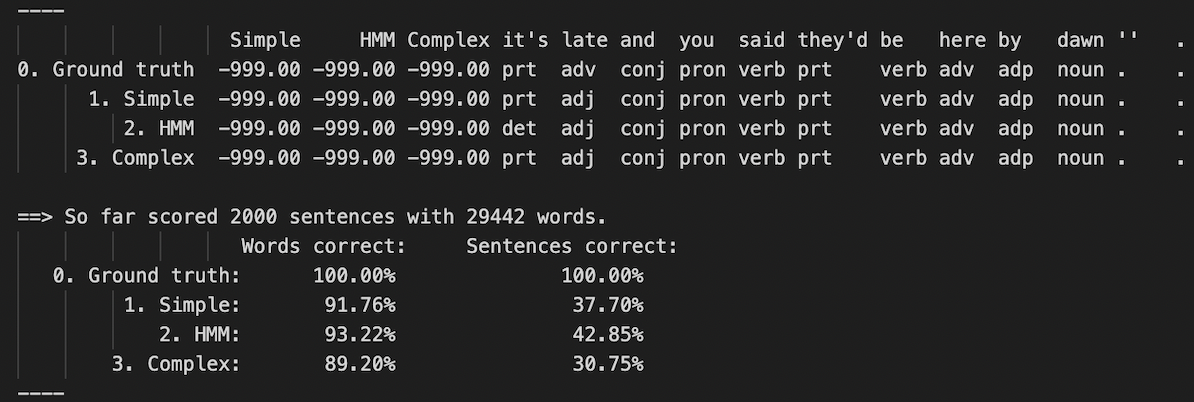 ----
Simple HMM Complex it's late and you said they'd be here by dawn '' .
0. Ground truth -999.00 -999.00 -999.00 prt adv conj pron verb prt verb adv adp noun . .
1. Simple -999.00 -999.00 -999.00 prt adj conj pron verb prt verb adv adp noun . .
2. HMM -999.00 -999.00 -999.00 det adj conj pron verb prt verb adv adp noun . .
3. Complex -999.00 -999.00 -999.00 prt adj conj pron verb prt verb adv adp noun . .
==> So far scored 2000 sentences with 29442 words.
Words correct: Sentences correct:
0. Ground truth: 100.00% 100.00%
1. Simple: 91.76% 37.70%
2. HMM: 93.22% 42.85%
3. Complex: 89.20% 30.75%
----